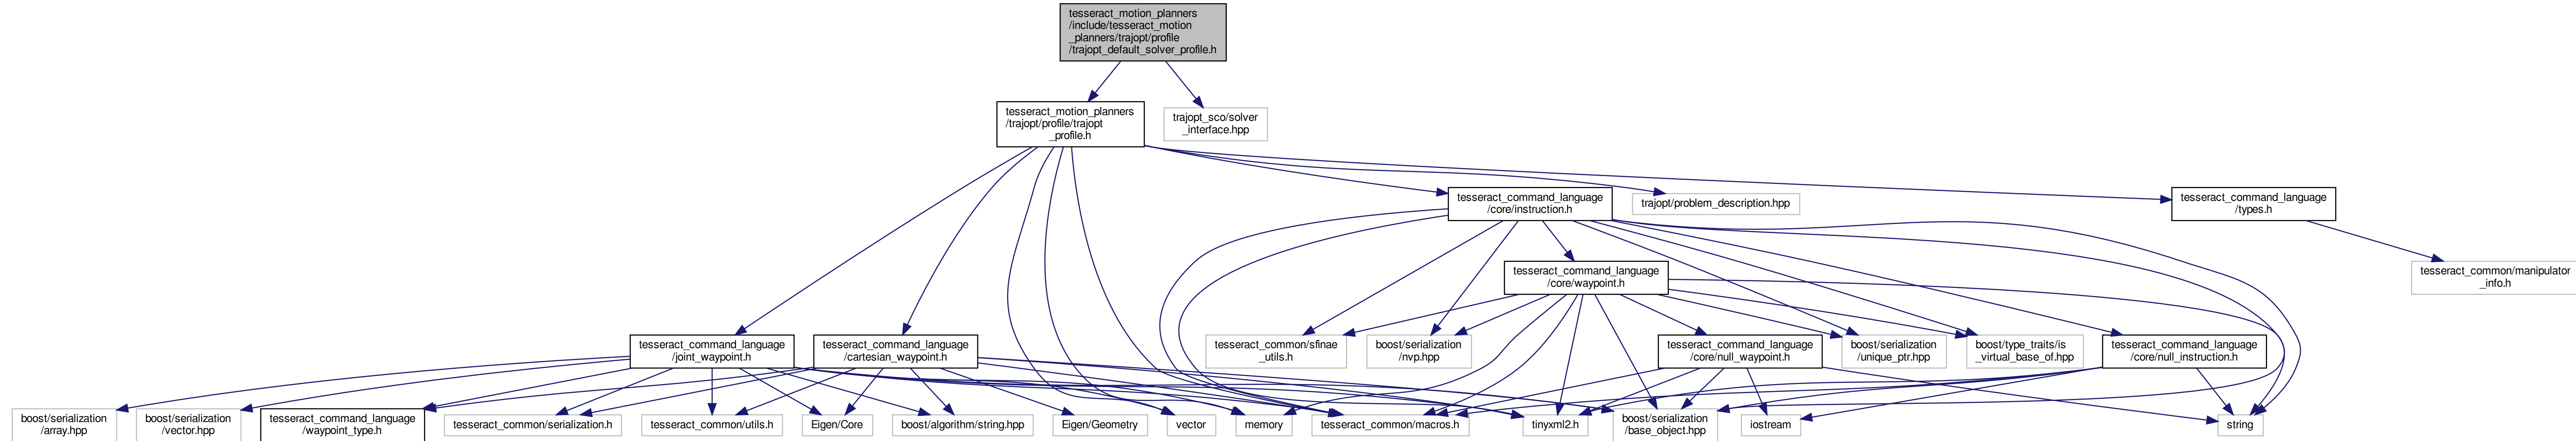 tesseract_motion_planners
/include/tesseract_motion
_planners/trajopt/profile
/trajopt_default_solver_profile.h
tesseract_motion_planners
/trajopt/profile/trajopt
_profile.h
trajopt_sco/solver
_interface.hpp
tesseract_command_language
/core/instruction.h
trajopt/problem_description.hpp
tesseract_command_language
/types.h
tesseract_command_language
/core/waypoint.h
tesseract_common/manipulator
_info.h
tesseract_command_language
/joint_waypoint.h
tesseract_command_language
/cartesian_waypoint.h
tesseract_common/sfinae
_utils.h
boost/serialization
/nvp.hpp
tesseract_command_language
/core/null_waypoint.h
boost/serialization
/unique_ptr.hpp
boost/type_traits/is
_virtual_base_of.hpp
tesseract_command_language
/core/null_instruction.h
boost/serialization
/array.hpp
boost/serialization
/vector.hpp
tesseract_command_language
/waypoint_type.h
tesseract_common/serialization.h
tesseract_common/utils.h
Eigen/Core
boost/algorithm/string.hpp
Eigen/Geometry
vector
memory
tesseract_common/macros.h
tinyxml2.h
boost/serialization
/base_object.hpp
iostream
string